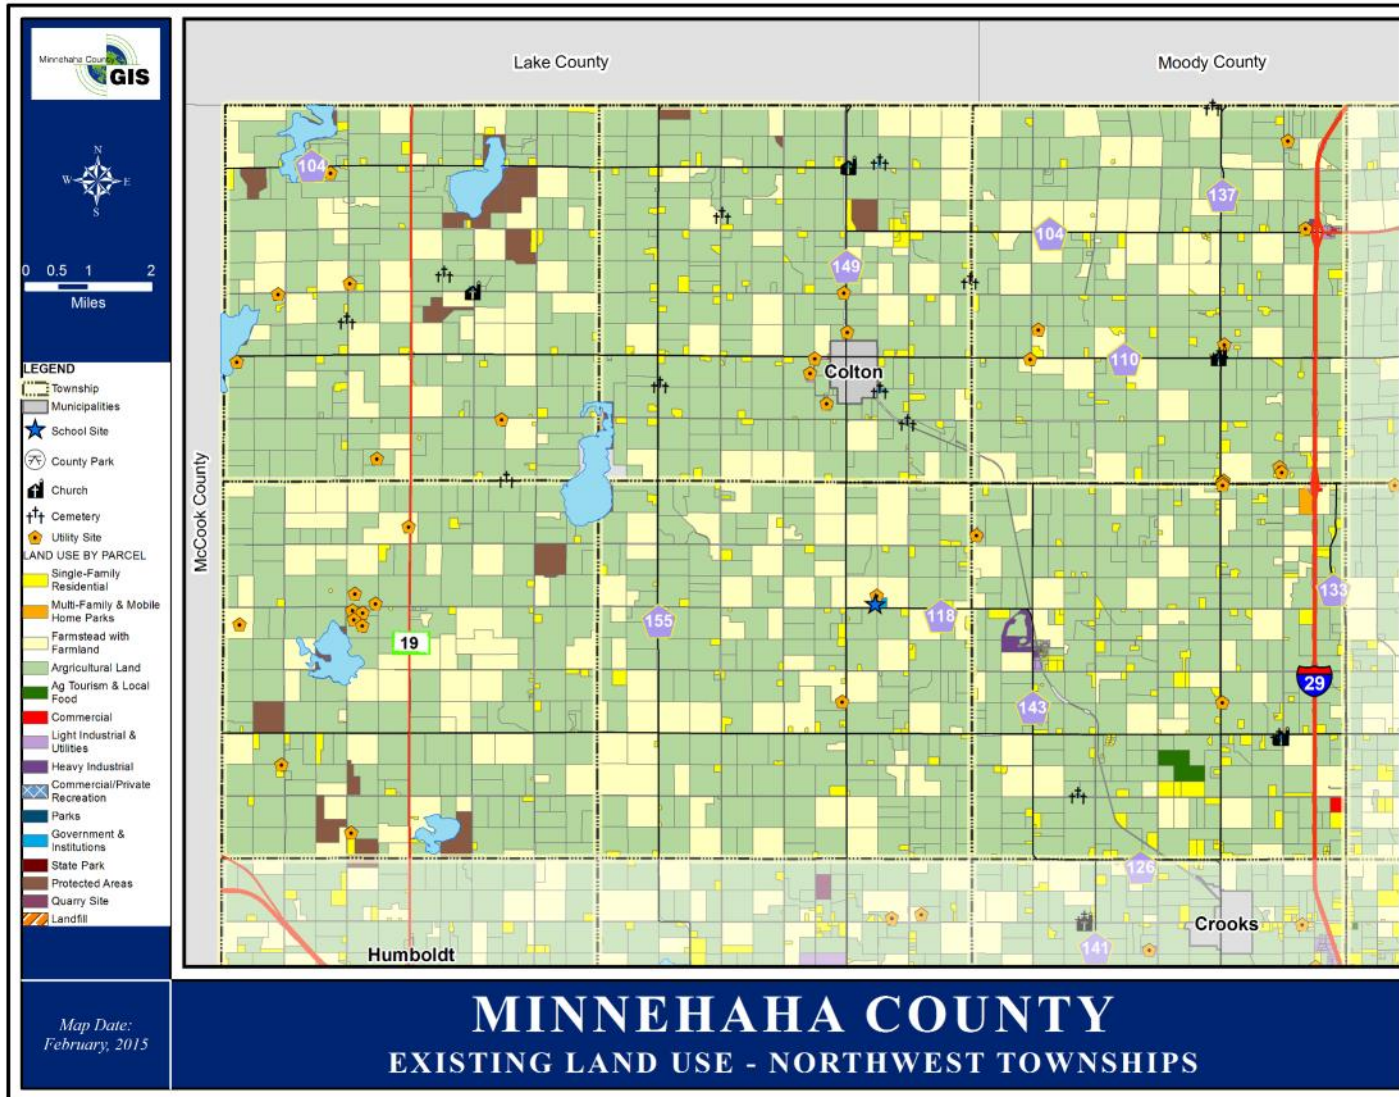 Minnehaha County
GIS
N
W
E
S
0 0.5 1 2
Miles
LEGEND
Township
Municipalities
School Site
County Park
Church
Cemetery
Utility Site
LAND USE BY PARCEL
Single-Family
Residential
Multi-Family & Mobile
Home Parks
Farmstead with
Farmland
Argricultural Land
Ag Tourism & Local
Food
Commercial
Light Industrial &
Utilities
Heavy Industrial
Commercial/Private
Recreation
Parks
Government &
Institutions
State Park
Protected Areas
Quarry Site
Landfill
Map Date:
February, 2015
Lake County
Moody County
McCook County
104
137
104
149
110
Colton
133
155
118
19
29
143
126
Crooks
141
Humboldt
MINNEHAHA COUNTY
EXISTING LAND USE - NORTHWEST TOWNSHIPS